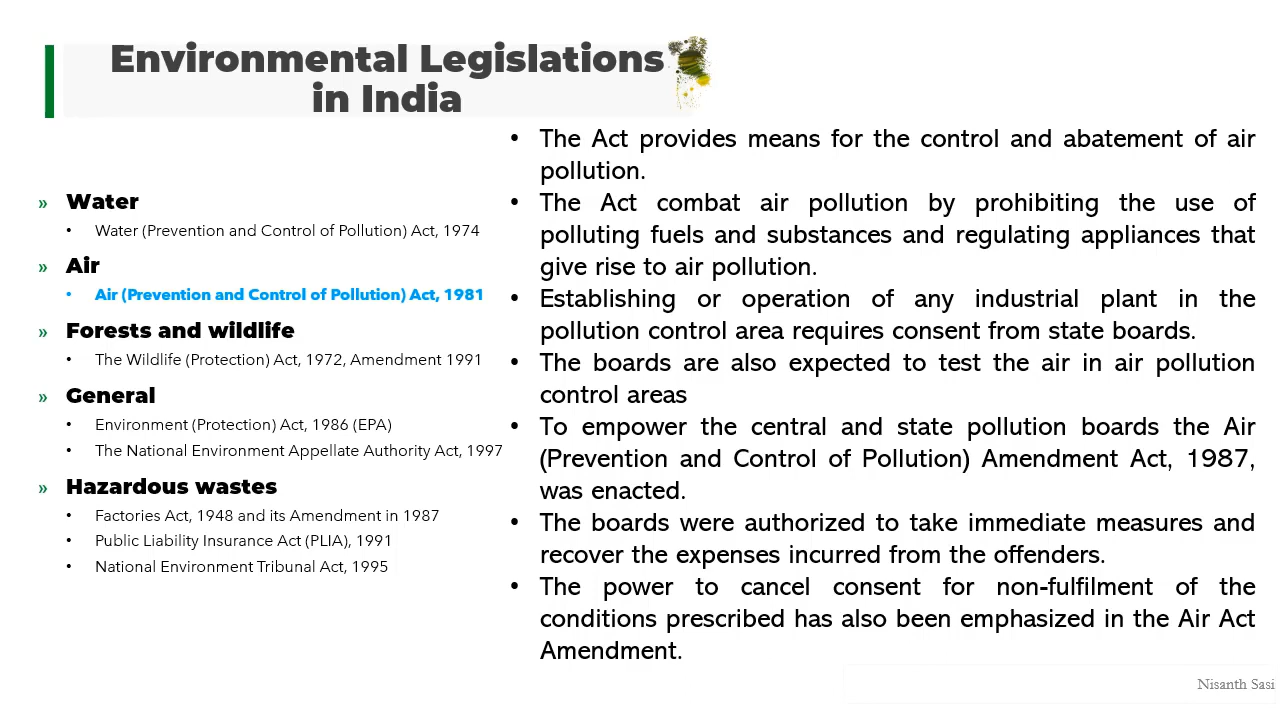 Environmental Legislations
in India
» Water
• Water (Prevention and Control of Pollution) Act, 1974
» Air
• Air (Prevention and Control of Pollution) Act, 1981
» Forests and wildlife
• The Wildlife (Protection) Act, 1972, Amendment 1991
» General
• Environment (Protection) Act, 1986 (EPA)
• The National Environment Appellate Authority Act, 1997
» Hazardous wastes
• Factories Act, 1948 and its Amendment in 1987
• Public Liability Insurance Act (PLIA), 1991
• National Environment Tribunal Act, 1995
• The Act provides means for the control and abatement of air
pollution.
• The Act combat air pollution by prohibiting the use of
polluting fuels and substances and regulating appliances that
give rise to air pollution.
• Establishing or operation of any industrial plant in the
pollution control area requires consent from state boards.
• The boards are also expected to test the air in air pollution
control areas
• To empower the central and state pollution boards the Air
(Prevention and Control of Pollution) Amendment Act, 1987,
was enacted.
• The boards were authorized to take immediate measures and
recover the expenses incurred from the offenders.
• The power to cancel consent for non-fulfilment of the
conditions prescribed has also been emphasized in the Air Act
Amendment.
Nisanth Sasi